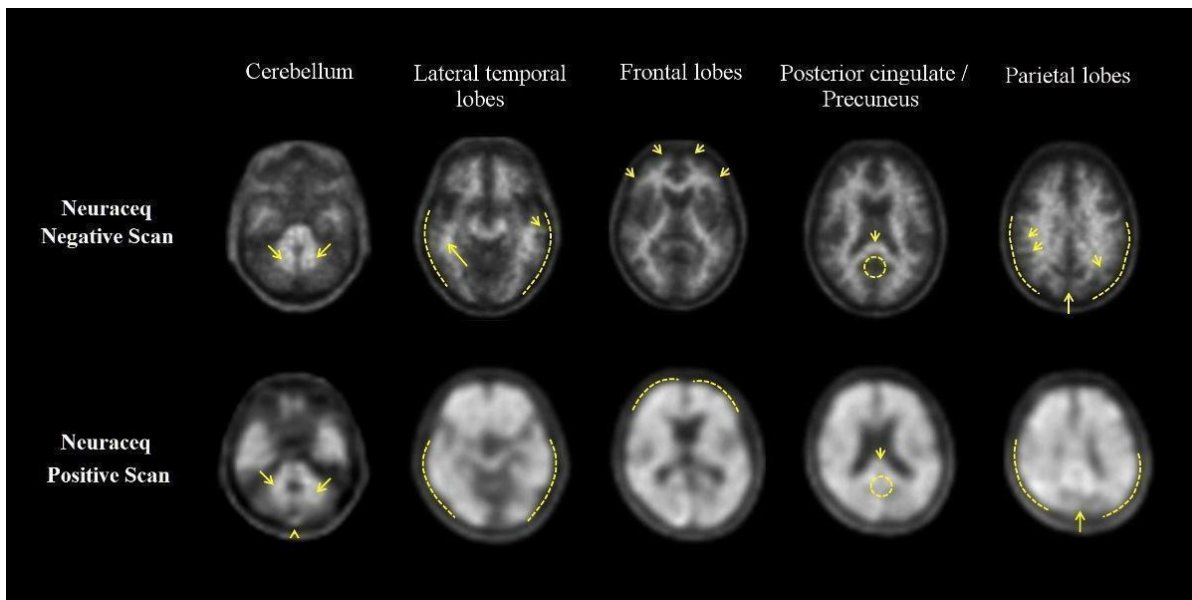 Cerebellum
Lateral temporal
lobes
Frontal lobes
Posterior cingulate /
Precuneus
Parietal lobes
Neuraceq
Negative Scan
Neuraceq
Positive Scan